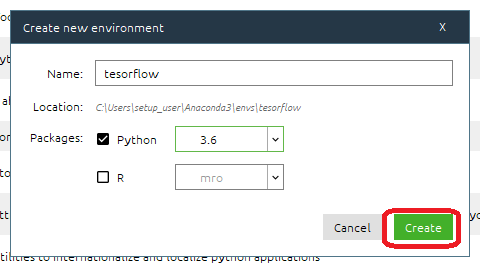 Create new environment X
Name: tesorflow
Location: C:\Users\setup_user\Anaconda3\envs\tesorflow
Packages: Python 3.6
R mro
Cancel Create
tilities to internationalize and localize python applications